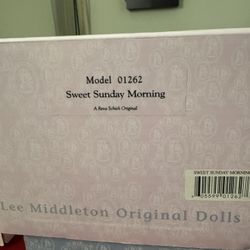 Model 01262
Sweet Sunday Morning
A Reva Schick Original
SWEET SUNDAY MORNING
Lee Middleton Original Dolls